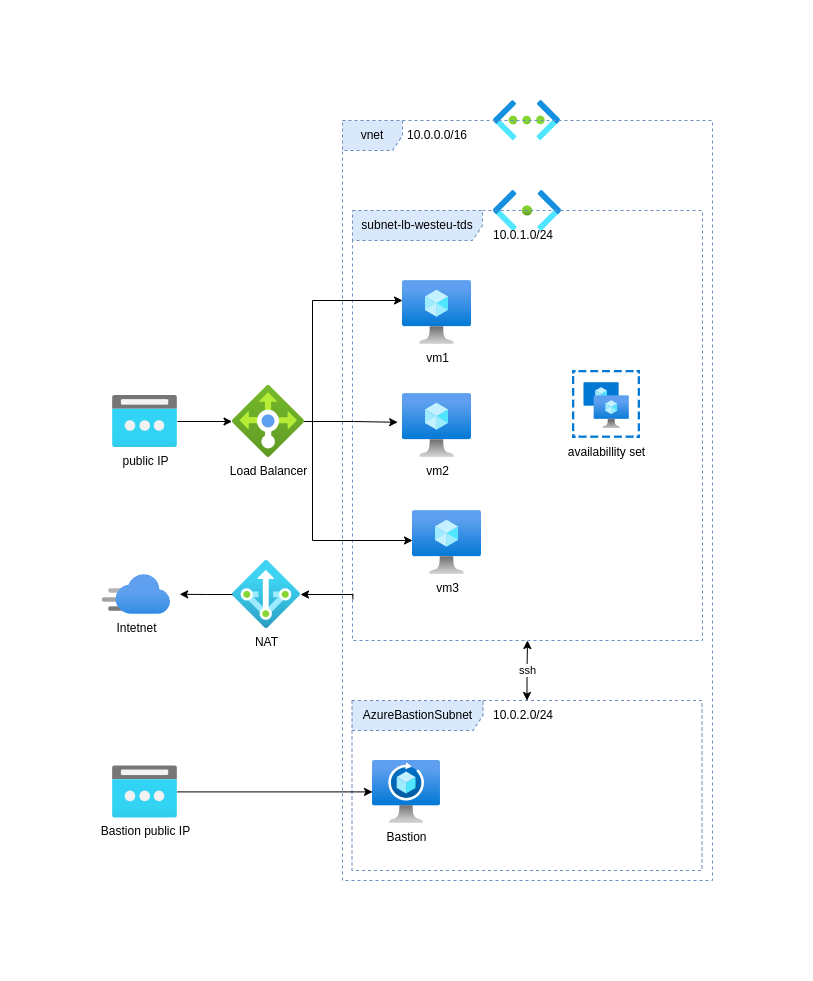 vnet
10.0.0.0/16
subnet-lb-westeu-tds
10.0.1.0/24
vm1
public IP
Load Balancer
vm2
availabillity set
vm3
Intetnet
NAT
ssh
AzureBastionSubnet
10.0.2.0/24
Bastion public IP
Bastion